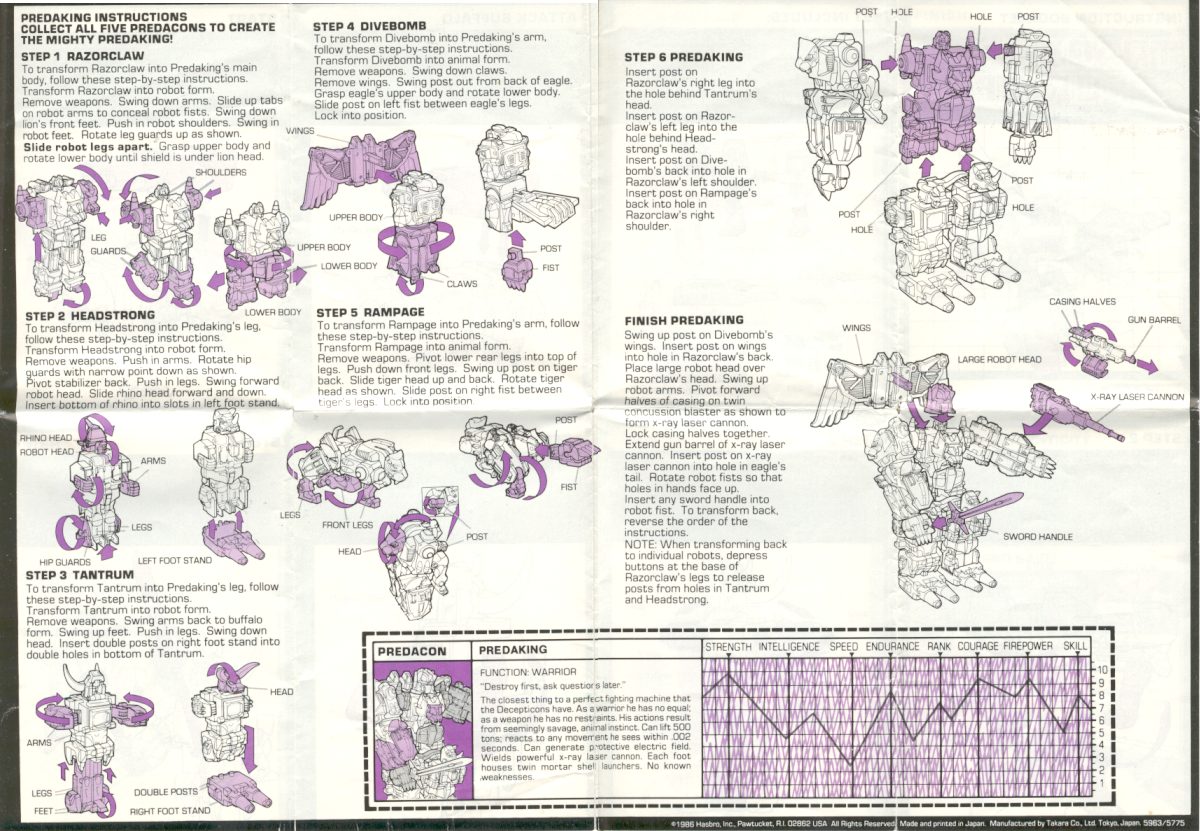 PREDAKING INSTRUCTIONS
COLLECT ALL FIVE PREDACONS TO CREATE
THE MIGHTY PREDAKING!
STEP 1 RAZORCLAW
To transform Razorclaw into Predaking's main
body, follow these step-by-step instructions.
Transform Razorclaw into robot form.
Remove weapons. Swing down arms. Slide up tabs
on robot arms to conceal robot fists. Swing down
lion's front feet. Push in robot shoulders. Swing in
robot feet. Rotate leg guards up as shown.
Slide robot legs apart. Grasp upper body and
rotate lower body until shield is under lion head.
SHOULDERS
LEG
GUARDS
UPPER BODY
LOWER BODY
LOWER BODY
STEP 2 HEADSTRONG
To transform Headstrong into Predaking's leg,
follow these step-by-step instructions.
Transform Headstrong into robot form.
Remove weapons. Push in arms. Rotate hip
guards with narrow point down as shown.
Pivot stabilizer back. Push in legs. Swing forward
robot head. Slide rhino head forward and down.
Insert bottom of rhino into slots in left foot stand.
RHINO HEAD
ROBOT HEAD
ARMS
LEGS
HIP GUARDS
LEFT FOOT STAND
STEP 3 TANTRUM
To transform Tantrum into Predaking's leg, follow
these step-by-step instructions.
Transform Tantrum into robot form.
Remove weapons. Swing arms back to buffalo
form. Swing up feet. Push in legs. Swing down
head. Insert double posts on right foot stand into
double holes in bottom of Tantrum.
HEAD
ARMS
LEGS
FEET
DOUBLE POSTS
RIGHT FOOT STAND
STEP 4 DIVEBOMB
To transform Divebomb into Predaking's arm,
follow these step-by-step instructions.
Transform Divebomb into animal form.
Remove weapons. Swing down claws.
Remove wings. Swing post out from back of eagle.
Grasp eagle's upper body and rotate lower body.
Slide post on left fist between eagle's legs.
Lock into position.
WINGS
UPPER BODY
CLAWS
POST
FIST
STEP 5 RAMPAGE
To transform Rampage into Predaking's arm, follow
these step-by-step instructions.
Transform Rampage into animal form.
Remove weapons. Pivot lower rear legs into top of
legs. Push down front legs. Swing up post on tiger
back. Slide tiger head up and back. Rotate tiger
head as shown. Slide post on right fist between
tiger's legs. Lock into position.
POST
FIST
LEGS
FRONT LEGS
HEAD
POST
STEP 6 PREDAKING
Insert post on
Razorclaw's right leg into
the hole behind Tantrum's
head.
Insert post on Razor-
claw's left leg into the
hole behind Head-
strong's head.
Insert post on Dive-
bomb's back into hole in
Razorclaw's left shoulder.
Insert post on Rampage's
back into hole in
Razorclaw's right
shoulder.
POST
HOLE
HOLE
POST
POST
POST
HOLE
HOLE
FINISH PREDAKING
Swing up post on Divebomb's
wings. Insert post on wings
into hole in Razorclaw's back.
Place large robot head over
Razorclaw's head. Swing up
robot arms. Pivot forward
halves of casing on twin
concussion blaster as shown to
form x-ray laser cannon.
Lock casing halves together.
Extend gun barrel of x-ray laser
cannon. Insert post on x-ray
laser cannon into hole in eagle's
tail. Rotate robot fists so that
holes in hands face up.
Insert any sword handle into
robot fist. To transform back,
reverse the order of the
instructions.
NOTE: When transforming back
to individual robots, depress
buttons at the base of
Razorclaw's legs to release
posts from holes in Tantrum
and Headstrong.
CASING HALVES
GUN BARREL
WINGS
LARGE ROBOT HEAD
X-RAY LASER CANNON
SWORD HANDLE
PREDACON
PREDAKING
FUNCTION: WARRIOR
"Destroy first, ask questions later."
The closest thing to a perfect fighting machine that
the Decepticons have. As a warrior he has no equal;
as a weapon he has no restraints. His actions result
from seemingly savage, animal instinct. Can lift 500
tons; reacts to any movement he sees within .002
seconds. Can generate protective electric field.
Wields powerful x-ray laser cannon. Each foot
houses twin mortar shell launchers. No known
weaknesses.
STRENGTH INTELLIGENCE SPEED ENDURANCE RANK COURAGE FIREPOWER SKILL
10
9
8
7
6
5
4
3
2
1
©1986 Hasbro, Inc., Pawtucket, R.I. 02862 USA All Rights Reserved Made and printed in Japan. Manufactured by Takara Co., Ltd. Tokyo, Japan 5963/5775